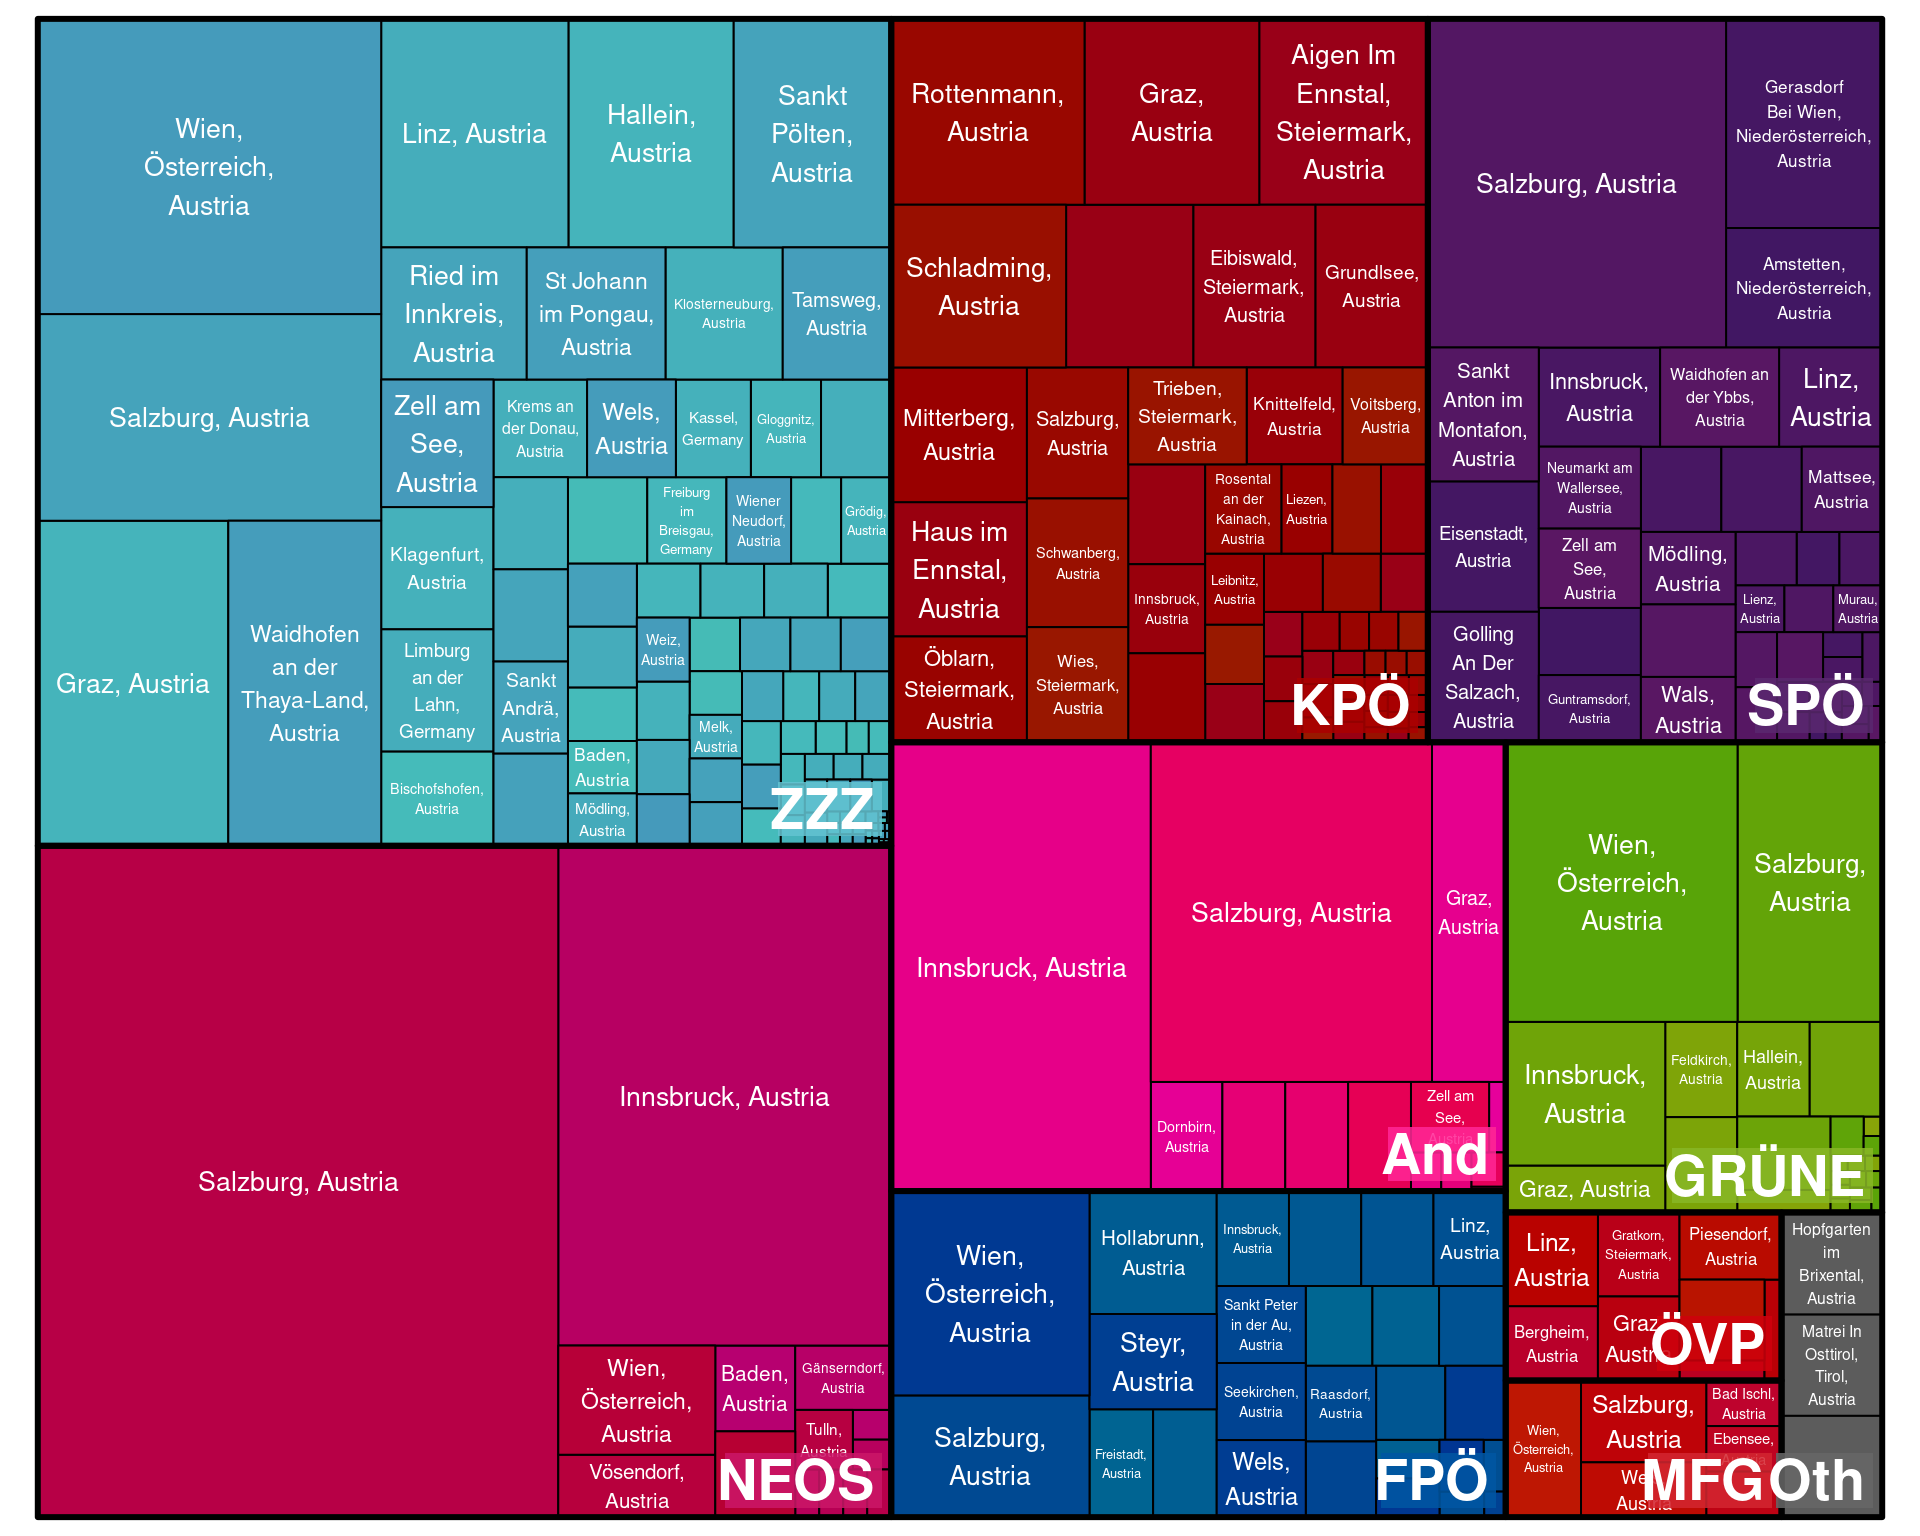 Wien,
Österreich,
Austria
Linz, Austria
Hallein,
Austria
Sankt
Pölten,
Austria
Salzburg, Austria
Graz, Austria
Waidhofen
an der
Thaya-Land,
Austria
Ried im
Innkreis,
Austria
St Johann
im Pongau,
Austria
Klosterneuburg,
Austria
Tamsweg,
Austria
Zell am
See,
Austria
Krems an
der Donau,
Austria
Wels,
Austria
Kassel,
Germany
Gloggnitz,
Austria
Klagenfurt,
Austria
Freiburg
im
Breisgau,
Germany
Wiener
Neudorf,
Austria
Grödig,
Austria
Limburg
an der
Lahn,
Germany
Sankt
Andrä,
Austria
Weiz,
Austria
Melk,
Austria
Bischofshofen,
Austria
Baden,
Austria
Mödling,
Austria
ZZZ
Rottenmann,
Austria
Graz,
Austria
Aigen Im
Ennstal,
Steiermark,
Austria
Schladming,
Austria
Eibiswald,
Steiermark,
Austria
Grundlsee,
Austria
Mitterberg,
Austria
Salzburg,
Austria
Trieben,
Steiermark,
Austria
Knittelfeld,
Austria
Voitsberg,
Austria
Haus im
Ennstal,
Austria
Schwanberg,
Austria
Rosental
an der
Kainach,
Austria
Liezen,
Austria
Innsbruck,
Austria
Leibnitz,
Austria
Öblarn,
Steiermark,
Austria
Wies,
Steiermark,
Austria
KPÖ
Salzburg, Austria
Gerasdorf
Bei Wien,
Niederösterreich,
Austria
Amstetten,
Niederösterreich,
Austria
Sankt
Anton im
Montafon,
Austria
Innsbruck,
Austria
Waidhofen an
der Ybbs,
Austria
Linz,
Austria
Neumarkt am
Wallersee,
Austria
Mattsee,
Austria
Eisenstadt,
Austria
Zell am
See,
Austria
Mödling,
Austria
Lienz,
Austria
Murau,
Austria
Golling
An Der
Salzach,
Austria
Guntramsdorf,
Austria
Wals,
Austria
SPÖ
Salzburg, Austria
Innsbruck, Austria
Wien,
Österreich,
Austria
Baden,
Austria
Gänserndorf,
Austria
Tulln,
Austria
Vösendorf,
Austria
NEOS
Innsbruck, Austria
Salzburg, Austria
Graz,
Austria
Dornbirn,
Austria
Zell am
See,
Austria
And
Wien,
Österreich,
Austria
Salzburg,
Austria
Innsbruck,
Austria
Feldkirch,
Austria
Hallein,
Austria
Graz, Austria
GRÜNE
Wien,
Österreich,
Austria
Hollabrunn,
Austria
Innsbruck,
Austria
Linz,
Austria
Steyr,
Austria
Sankt Peter
in der Au,
Austria
Salzburg,
Austria
Seekirchen,
Austria
Raasdorf,
Austria
Freistadt,
Austria
Wels,
Austria
FPÖ
Linz,
Austria
Gratkorn,
Steiermark,
Austria
Piesendorf,
Austria
Bergheim,
Austria
Graz,
Austria
ÖVP
Hopfgarten
im
Brixental,
Austria
Matrei In
Osttirol,
Tirol,
Austria
Oth
Wien,
Österreich,
Austria
Salzburg,
Austria
Bad Ischl,
Austria
Ebensee,
Austria
MFG